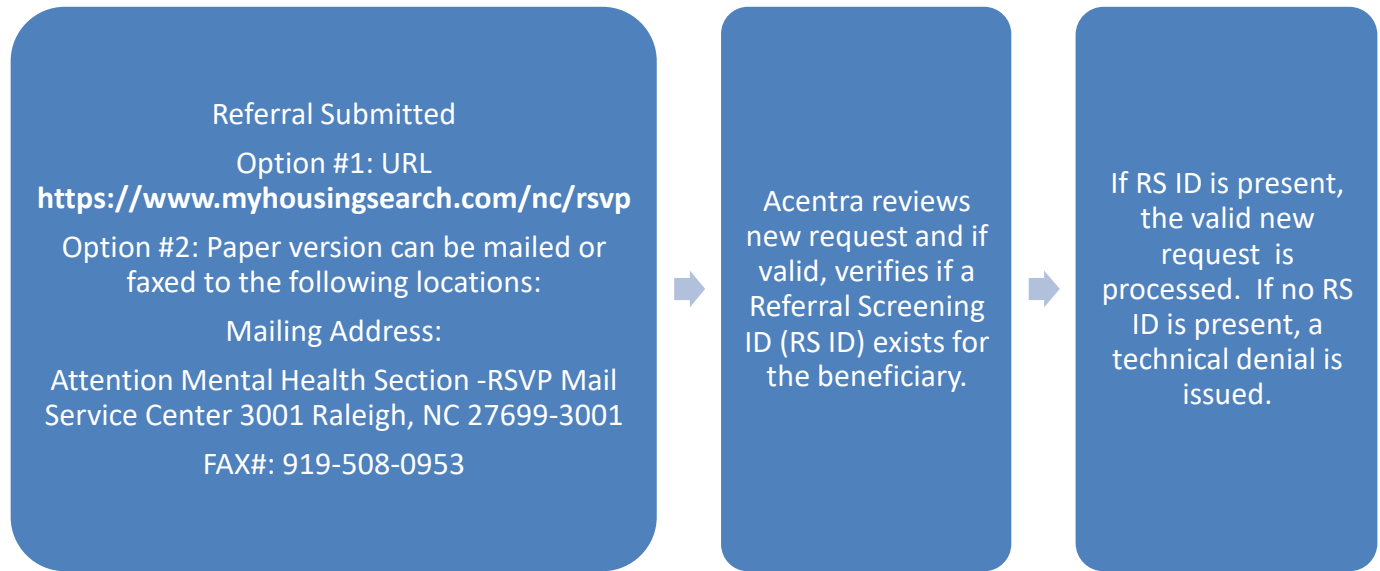 Referral Submitted
Option #1: URL
https://www.myhousingsearch.com/nc/rsvp
Option #2: Paper version can be mailed or
faxed to the following locations:
Mailing Address:
Attention Mental Health Section -RSVP Mail
Service Center 3001 Raleigh, NC 27699-3001
FAX#: 919-508-0953
Acentra reviews
new request and if
valid, verifies if a
Referral Screening
ID (RS ID) exists for
the beneficiary.
If RS ID is present,
the valid new
request is
processed. If no RS
ID is present, a
technical denial is
issued.